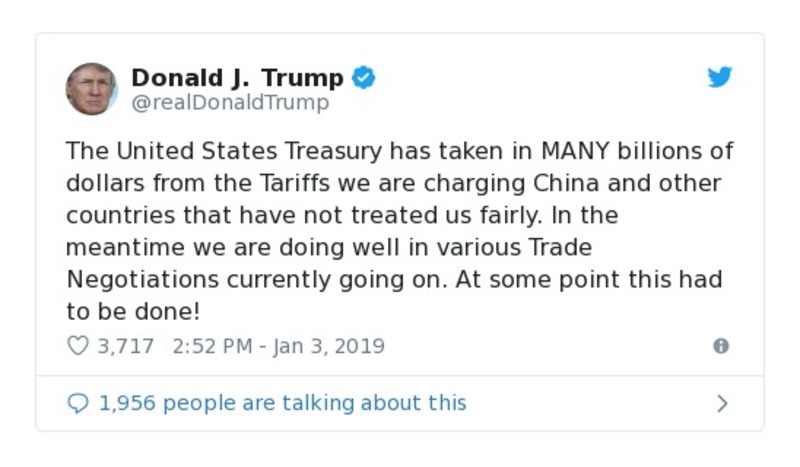 Donald J. Trump
@realDonaldTrump
The United States Treasury has taken in MANY billions of
dollars from the Tariffs we are charging China and other
countries that have not treated us fairly. In the
meantime we are doing well in various Trade
Negotiations currently going on. At some point this had
to be done!
3,717 2:52 PM - Jan 3, 2019
1,956 people are talking about this